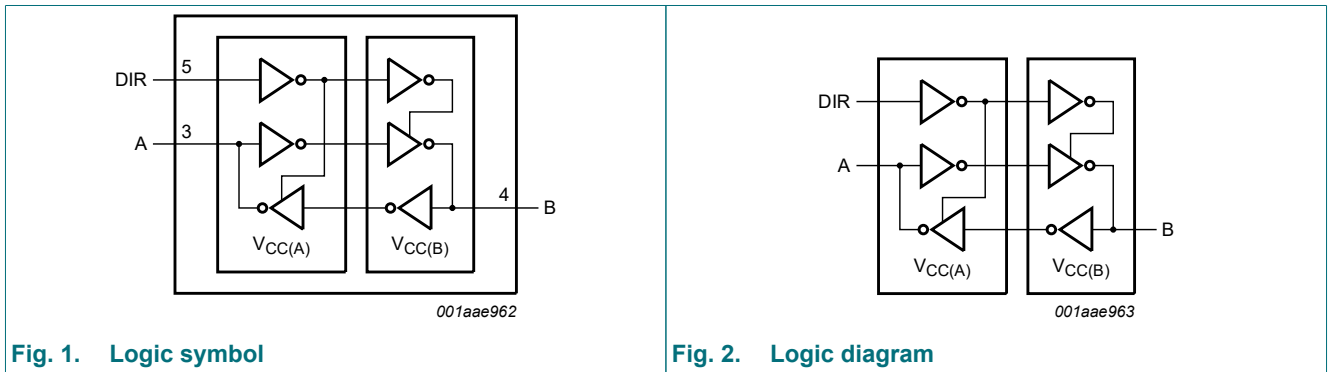 DIR
5
A
3
4
B
VCC(A)
VCC(B)
001aae962
Fig. 1. Logic symbol
DIR
A
B
VCC(A)
VCC(B)
001aae963
Fig. 2. Logic diagram